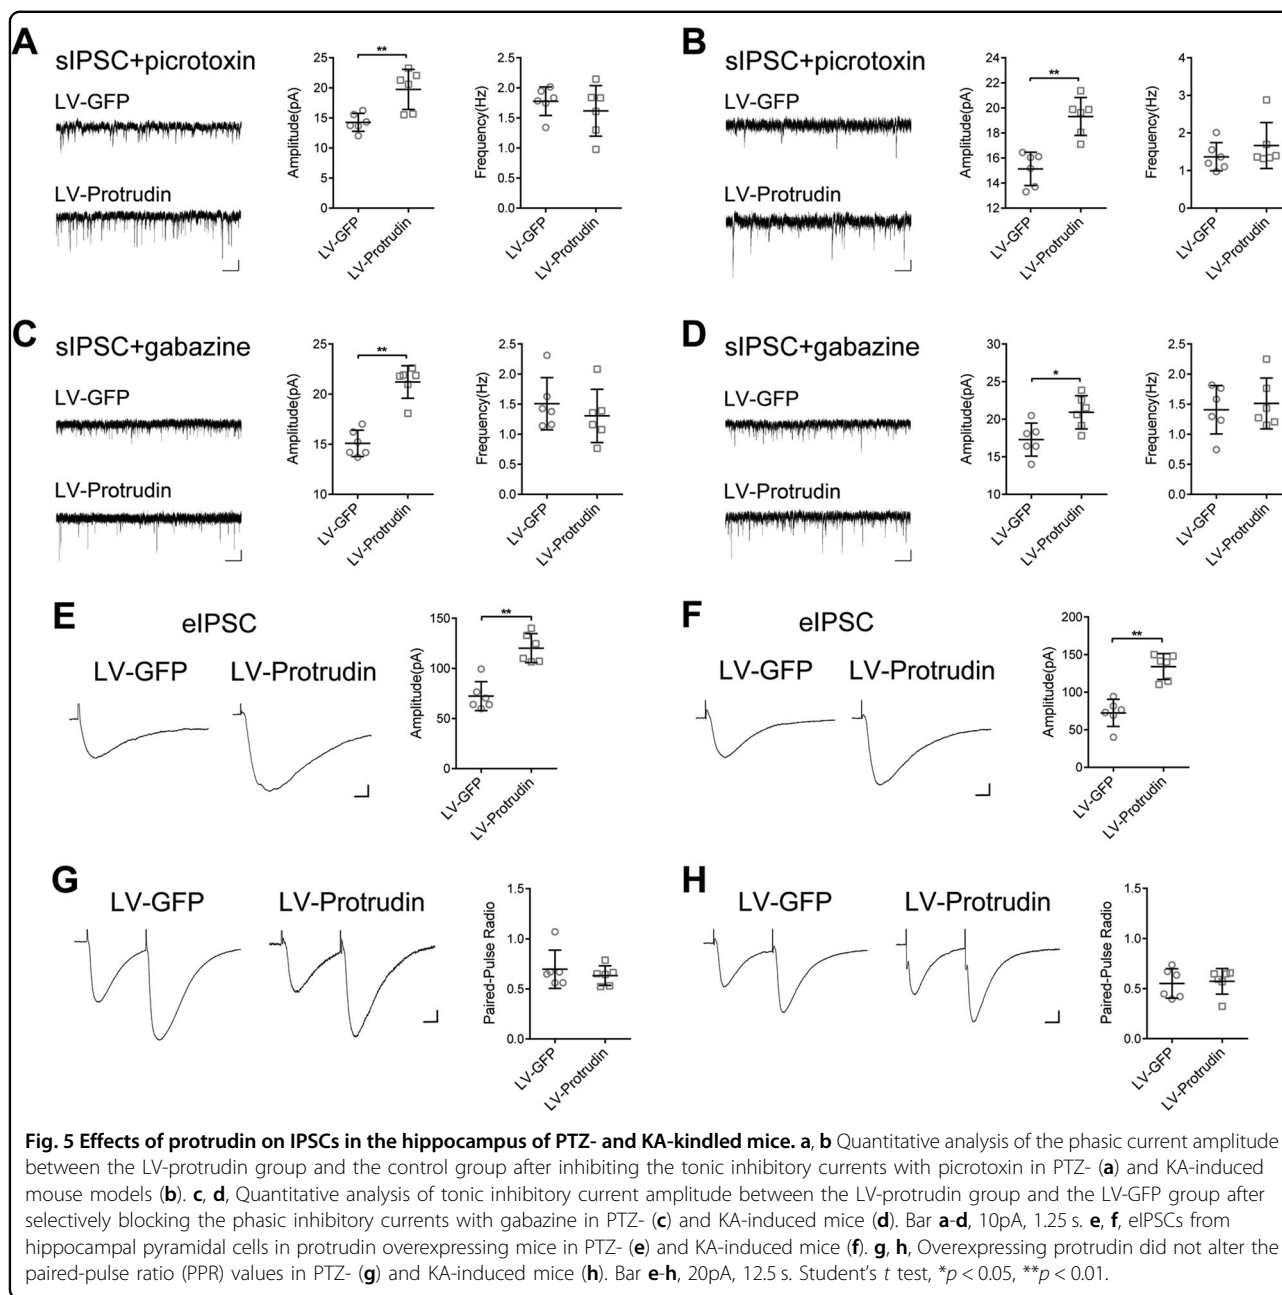 A
sIPSC+picrotoxin
LV-GFP
LV-Protrudin
Amplitude(pA)
25
20
15
10
5
0
**
LV-GFP
LV-Protrudin
Frequency(Hz)
2.5
2.0
1.5
1.0
0.5
0.0
LV-GFP
LV-Protrudin
B
sIPSC+picrotoxin
LV-GFP
LV-Protrudin
Amplitude(pA)
24
22
20
18
16
14
12
**
LV-GFP
LV-Protrudin
Frequency(Hz)
4
3
2
1
0
LV-GFP
LV-Protrudin
C
sIPSC+gabazine
LV-GFP
LV-Protrudin
Amplitude(pA)
25
20
15
10
**
LV-GFP
LV-Protrudin
Frequency(Hz)
2.5
2.0
1.5
1.0
0.5
0.0
LV-GFP
LV-Protrudin
D
sIPSC+gabazine
LV-GFP
LV-Protrudin
Amplitude(pA)
30
25
20
15
10
*
LV-GFP
LV-Protrudin
Frequency(Hz)
2.5
2.0
1.5
1.0
0.5
0.0
LV-GFP
LV-Protrudin
E
eIPSC
LV-GFP
LV-Protrudin
Amplitude(pA)
150
100
50
0
**
LV-GFP
LV-Protrudin
F
eIPSC
LV-GFP
LV-Protrudin
Amplitude(pA)
200
150
100
50
0
**
LV-GFP
LV-Protrudin
G
LV-GFP
LV-Protrudin
Paired-Pulse Radio
1.5
1.0
0.5
0.0
LV-GFP
LV-Protrudin
H
LV-GFP
LV-Protrudin
Paired-Pulse Radio
1.5
1.0
0.5
0.0
LV-GFP
LV-Protrudin
Fig. 5 Effects of protrudin on IPSCs in the hippocampus of PTZ- and KA-kindled mice. a, b Quantitative analysis of the phasic current amplitude
between the LV-protrudin group and the control group after inhibiting the tonic inhibitory currents with picrotoxin in PTZ- (a) and KA-induced
mouse models (b). c, d, Quantitative analysis of tonic inhibitory current amplitude between the LV-protrudin group and the LV-GFP group after
selectively blocking the phasic inhibitory currents with gabazine in PTZ- (c) and KA-induced mice (d). Bar a-d, 10pA, 1.25 s. e, f, eIPSCs from
hippocampal pyramidal cells in protrudin overexpressing mice in PTZ- (e) and KA-induced mice (f). g, h, Overexpressing protrudin did not alter the
paired-pulse ratio (PPR) values in PTZ- (g) and KA-induced mice (h). Bar e-h, 20pA, 12.5 s. Student's t test, *p < 0.05, **p < 0.01.